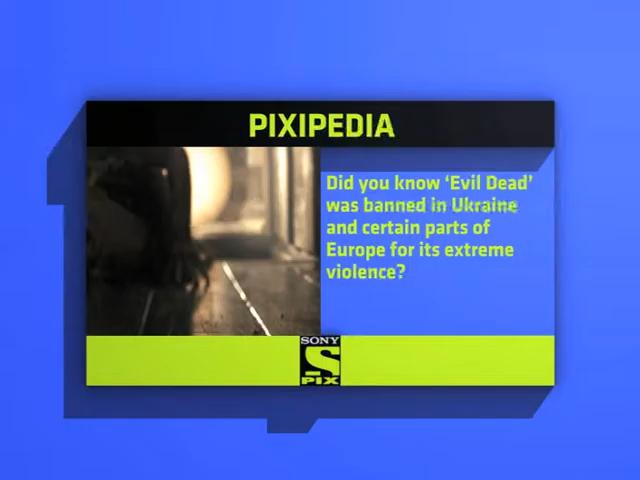 PIXIPEDIA
Did you know ‘Evil Dead’
was banned in Ukraine
and certain parts of
Europe for its extreme
violence?
SONY
S
PIX